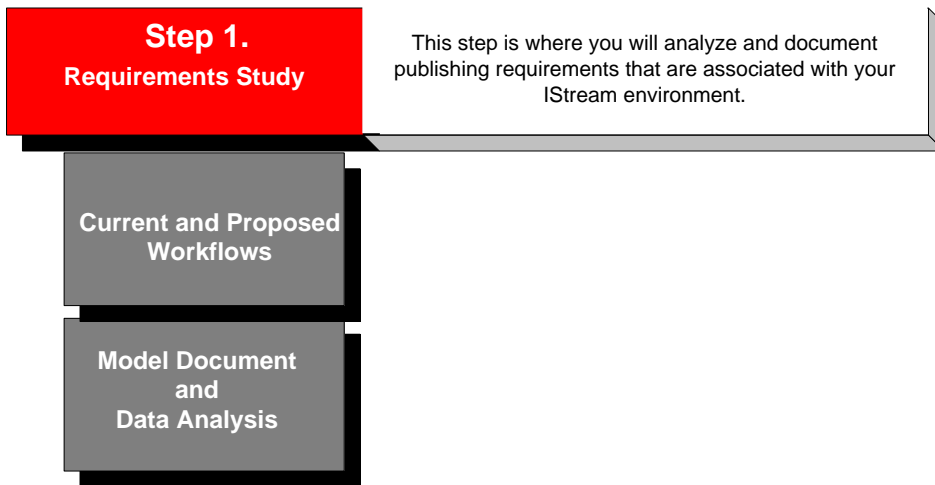 Step 1.
Requirements Study
This step is where you will analyze and document
publishing requirements that are associated with your
IStream environment.
Current and Proposed
Workflows
Model Document
and
Data Analysis